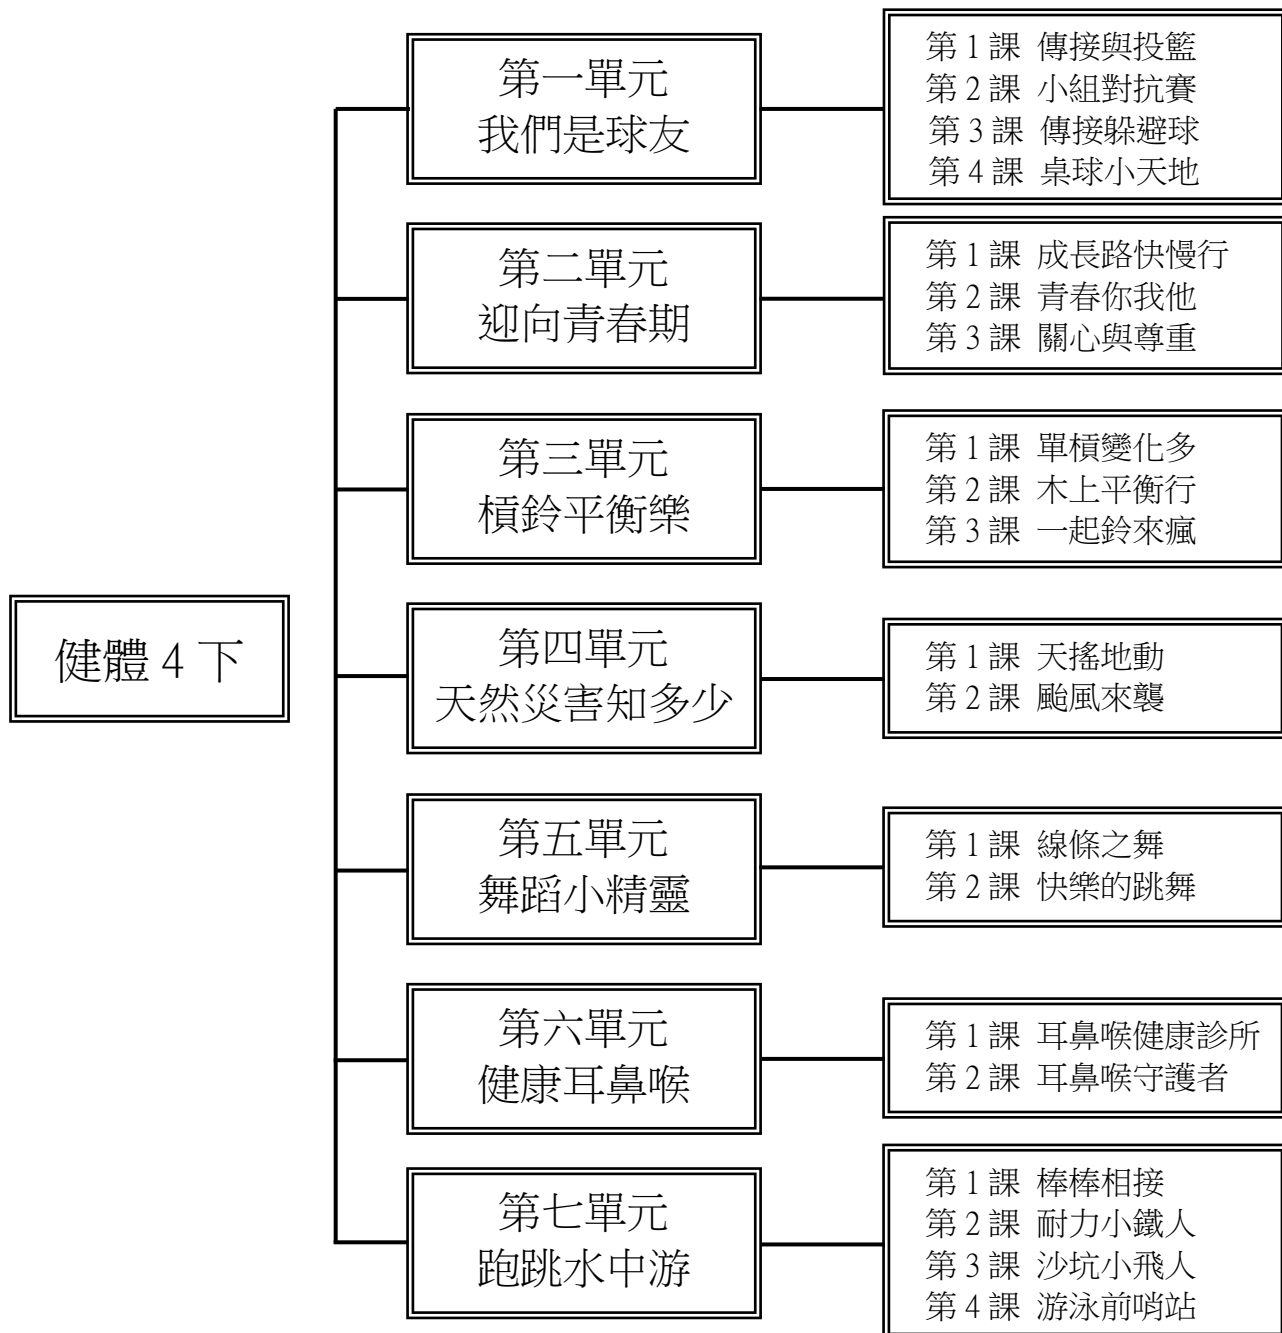 健體 4 下
第一單元
我們是球友
第 1 課 傳接與投籃
第 2 課 小組對抗賽
第 3 課 傳接躲避球
第 4 課 桌球小天地
第二單元
迎向青春期
第 1 課 成長路快慢行
第 2 課 青春你我他
第 3 課 關心與尊重
第三單元
槓鈴平衡樂
第 1 課 單槓變化多
第 2 課 木上平衡行
第 3 課 一起鈴來瘋
第四單元
天然災害知多少
第 1 課 天搖地動
第 2 課 颱風來襲
第五單元
舞蹈小精靈
第 1 課 線條之舞
第 2 課 快樂的跳舞
第六單元
健康耳鼻喉
第 1 課 耳鼻喉健康診所
第 2 課 耳鼻喉守護者
第七單元
跑跳水中游
第 1 課 棒棒相接
第 2 課 耐力小鐵人
第 3 課 沙坑小飛人
第 4 課 游泳前哨站